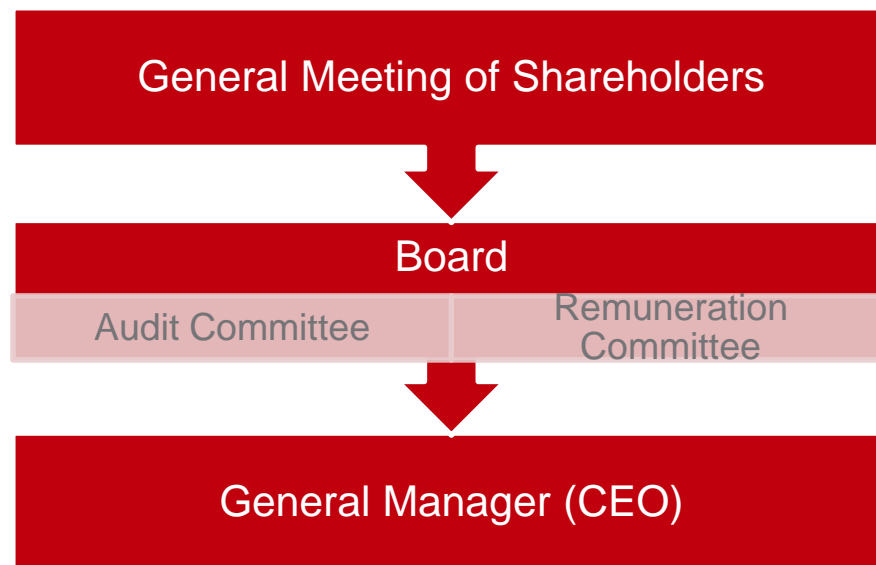 General Meeting of Shareholders
Board
Audit Committee
Remuneration
Committee
General Manager (CEO)